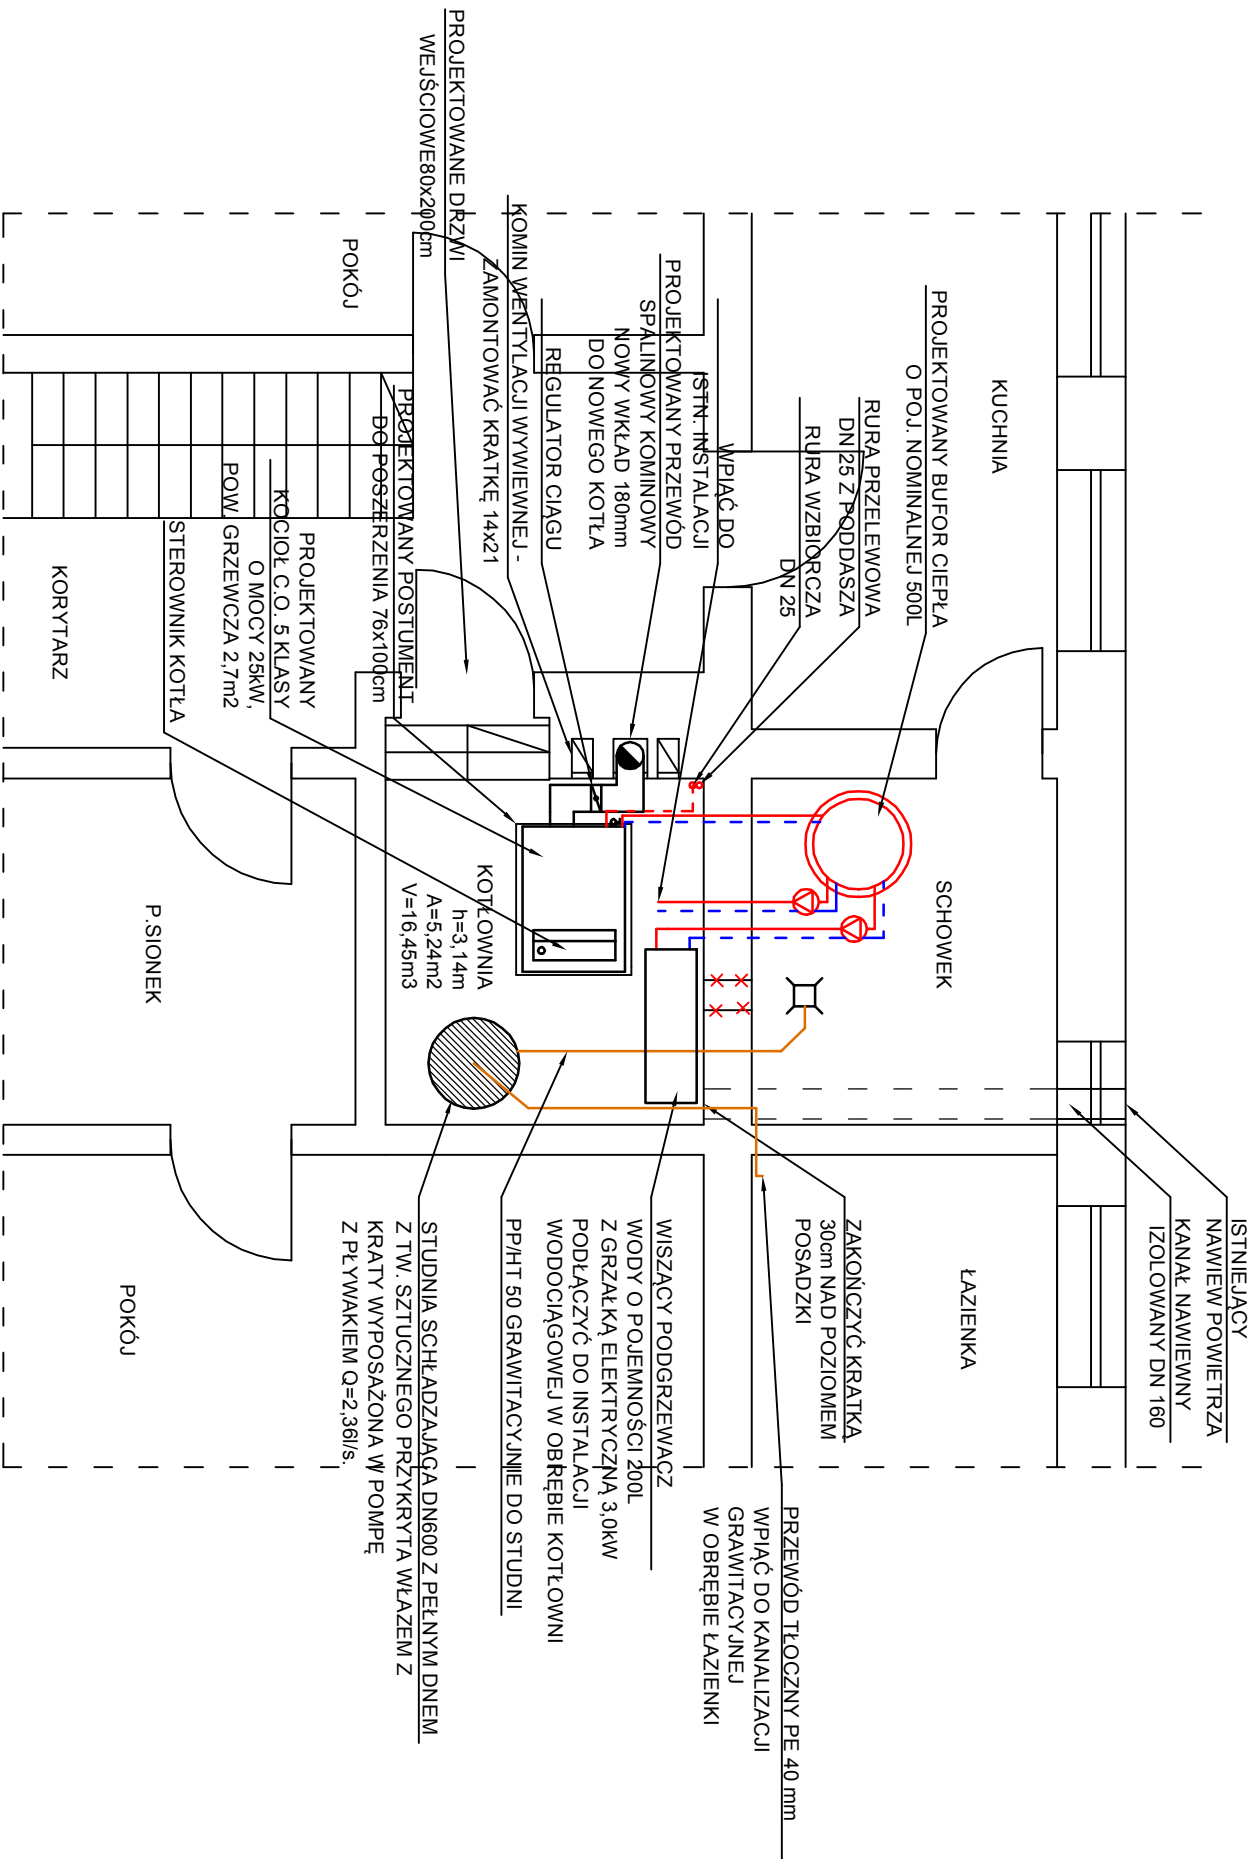 ISTNIEJĄCY
NAWIEW POWIETRZA
KANAŁ NAWIEWNY
IZOLOWANY DN 160
KUCHNIA
PROJEKTOWANY BUFOR CIEPŁA
O POJ. NOMINALNEJ 500L
RURA PRZELEWOWA
DN 25 Z PODDASZA
RURA WZBIORCZA
DN 25
WPIĄĆ DO
ISTN. INSTALACJI
PROJEKTOWANY PRZEWÓD
SPALINOWY KOMINOWY
NOWY WKŁAD 180mm
DO NOWEGO KOTŁA
REGULATOR CIĄGU
KOMIN WENTYLACJI WYWIEWNEJ -
ZAMONTOWAĆ KRATKĘ 14x21
PROJEKTOWANE DRZWI
WEJŚCIOWE80x200cm
POKÓJ
PROJEKTOWANY POSTUMENT
DO POSZERZENIA 76x100cm
PROJEKTOWANY
KOCIOŁ C.O. 5 KLASY
O MOCY 25kW,
POW. GRZEWCZA 2,7m2
STEROWNIK KOTŁA
KORYTARZ
SCHOWEK
KOTŁOWNIA
h=3,14m
A=5,24m2
V=16,45m3
P.SIONEK
ŁAZIENKA
ZAKOŃCZYĆ KRATKĄ
30cm NAD POZIOMEM
POSADZKI
PRZEWÓD TŁOCZNY PE 40 mm
WPIĄĆ DO KANALIZACJI
GRAWITACYJNEJ
W OBRĘBIE ŁAZIENKI
WISZĄCY PODGRZEWACZ
WODY O POJEMNOŚCI 200L
Z GRZAŁKĄ ELEKTRYCZNĄ 3,0kW
PODŁĄCZYĆ DO INSTALACJI
WODOCIĄGOWEJ W OBRĘBIE KOTŁOWNI
PP/HT 50 GRAWITACYJNIE DO STUDNI
STUDNIA SCHŁADZAJĄCA DN600 Z PEŁNYM DNEM
Z TW. SZTUCZNEGO PRZYKRYTA WŁAZEM Z
KRATY WYPOSAŻONA W POMPĘ
Z PŁYWAKIEM Q=2,36l/s.
POKÓJ